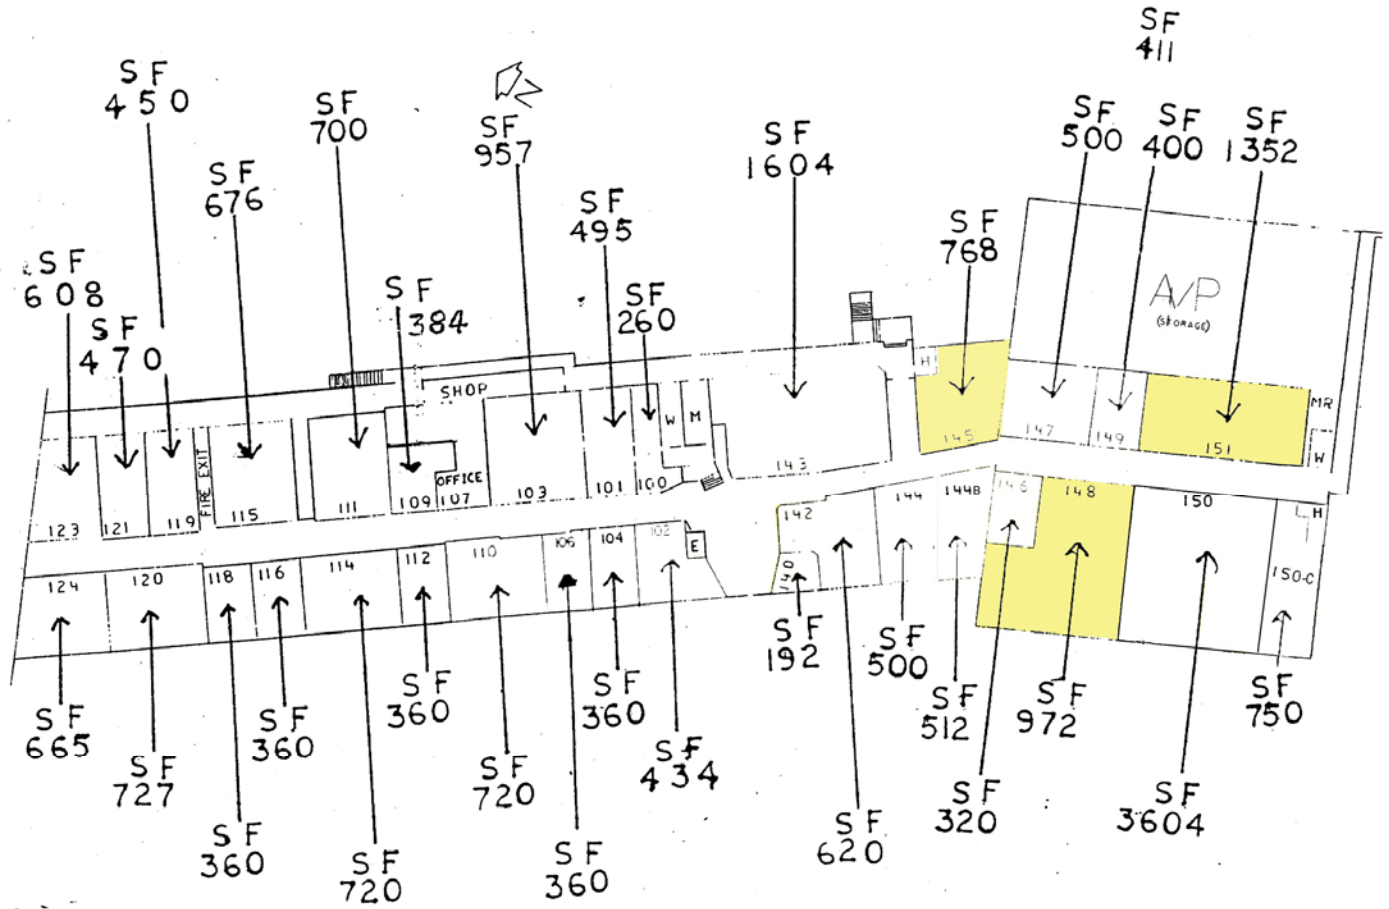 SF
411
SF
450
SF
700
SF
957
SF
1604
SF
500
SF
400
SF
1352
SF
676
SF
495
SF
768
SF
608
SF
470
SF
384
SF
260
A/P
(STORAGE)
SHOP
H
MR
W
M
W
FIRE EXIT
OFFICE
123
121
119
115
111
109
107
103
101
100
143
145
147
149
151
124
120
118
116
114
112
110
106
104
102
E
142
140
144
144B
146
148
150
H
150-C
SF
665
SF
727
SF
360
SF
360
SF
720
SF
360
SF
720
SF
360
SF
360
SF
434
SF
192
SF
620
SF
500
SF
512
SF
320
SF
972
SF
3604
SF
750